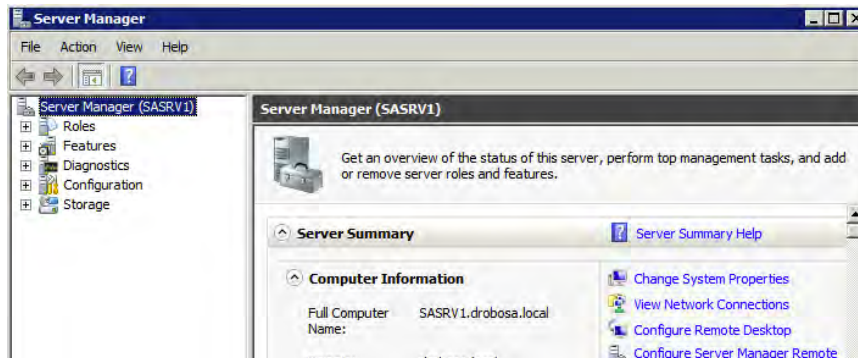 Server Manager
File Action View Help
Server Manager (SASRV1)
Roles
Features
Diagnostics
Configuration
Storage
Server Manager (SASRV1)
Get an overview of the status of this server, perform top management tasks, and add
or remove server roles and features.
Server Summary
Server Summary Help
Computer Information
Full Computer
Name:
SASRV1.drobosa.local
Change System Properties
View Network Connections
Configure Remote Desktop
Configure Server Manager Remote